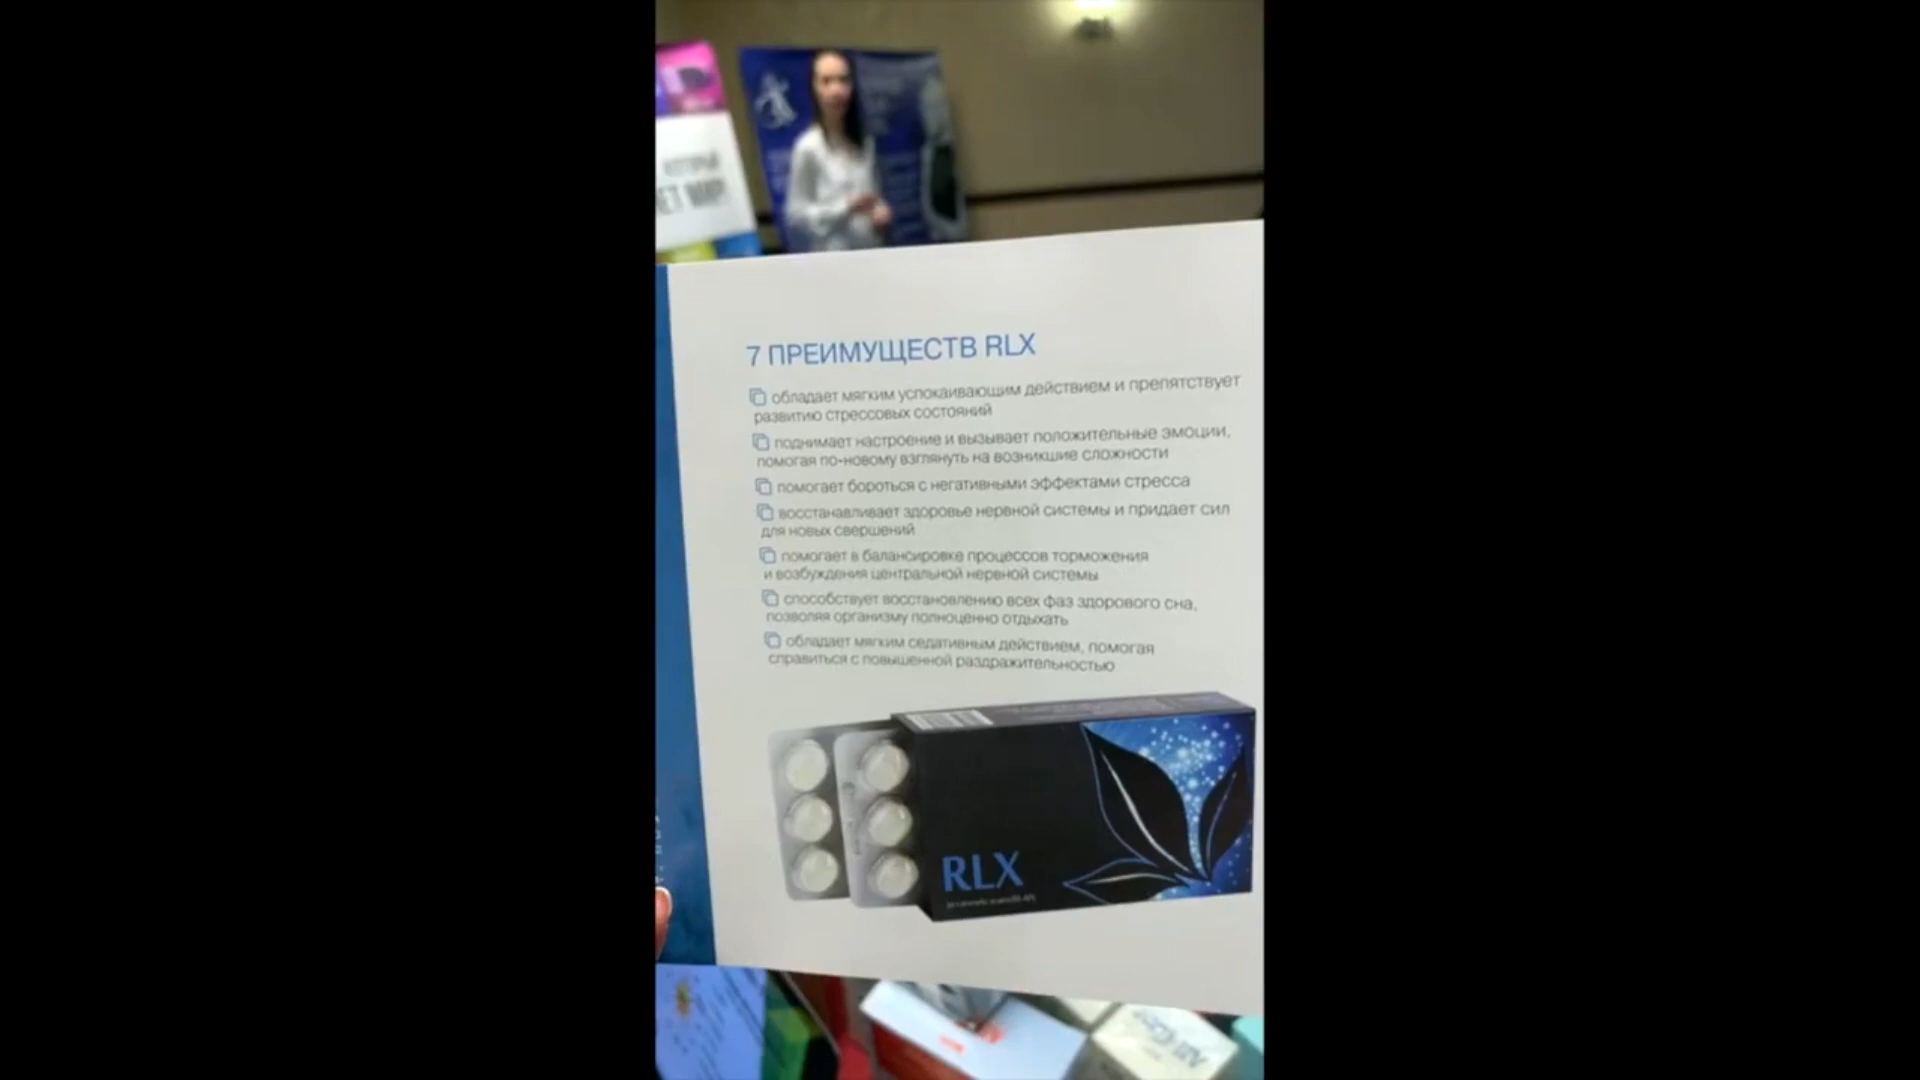 7 ПРЕИМУЩЕСТВ RLX
обладает мягким успокаивающим действием и препятствует
развитию стрессовых состояний
поднимает настроение и вызывает положительные эмоции,
помогая по-новому взглянуть на возникшие сложности
помогает бороться с негативными эффектами стресса
восстанавливает здоровье нервной системы и придает сил
для новых свершений
помогает в балансировке процессов торможения
и возбуждения центральной нервной системы
способствует восстановлению всех фаз здорового сна,
позволяя организму полноценно отдыхать
обладает мягким седативным действием, помогая
справиться с повышенной раздражительностью
RLX